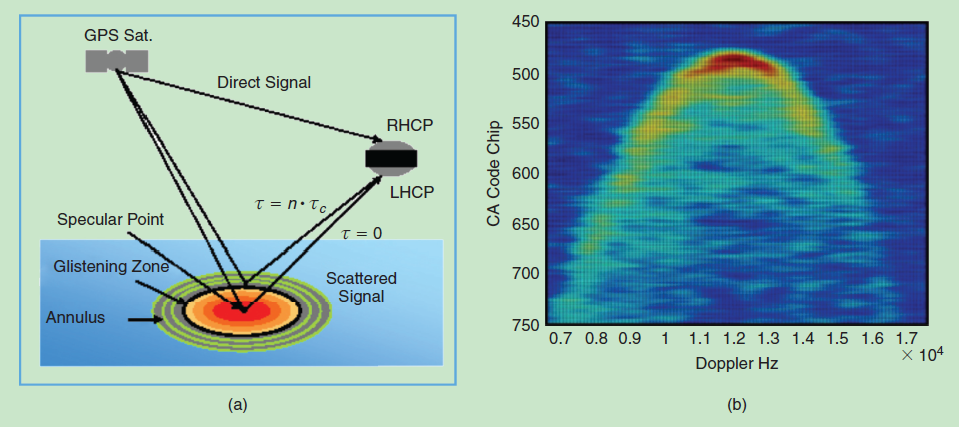 GPS Sat.
Direct Signal
RHCP
LHCP
τ = n · τc
τ = 0
Specular Point
Glistening Zone
Scattered
Signal
Annulus
(a)
450
500
550
600
650
700
750
CA Code Chip
0.7 0.8 0.9 1 1.1 1.2 1.3 1.4 1.5 1.6 1.7
× 10⁴
Doppler Hz
(b)